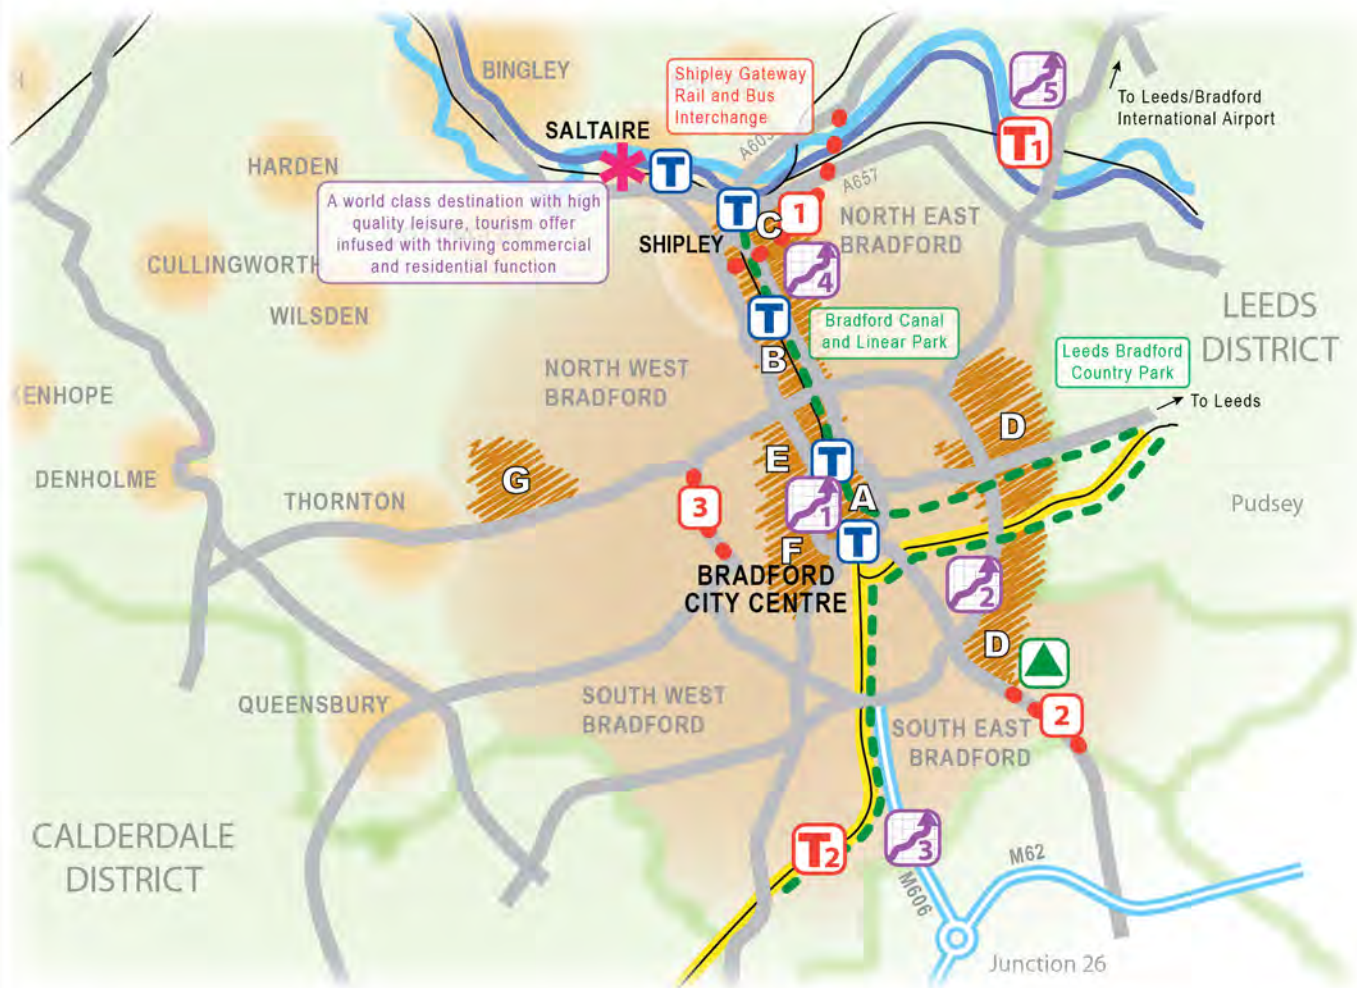 BINGLEY
Shipley Gateway
Rail and Bus
Interchange
5
To Leeds/Bradford
International Airport
SALTAIRE
T
T1
HARDEN
A657
A world class destination with high
quality leisure, tourism offer
infused with thriving commercial
and residential function
T
C
1
NORTH EAST
BRADFORD
SHIPLEY
CULLINGWORTH
4
WILSDEN
T
Bradford Canal
and Linear Park
LEEDS
DISTRICT
B
Leeds Bradford
Country Park
NORTH WEST
BRADFORD
To Leeds
ENHOPE
D
E
T
DENHOLME
G
THORNTON
3
1
A
Pudsey
F
T
BRADFORD
CITY CENTRE
2
D
QUEENSBURY
SOUTH WEST
BRADFORD
2
SOUTH EAST
BRADFORD
CALDERDALE
DISTRICT
T2
3
M62
M606
Junction 26